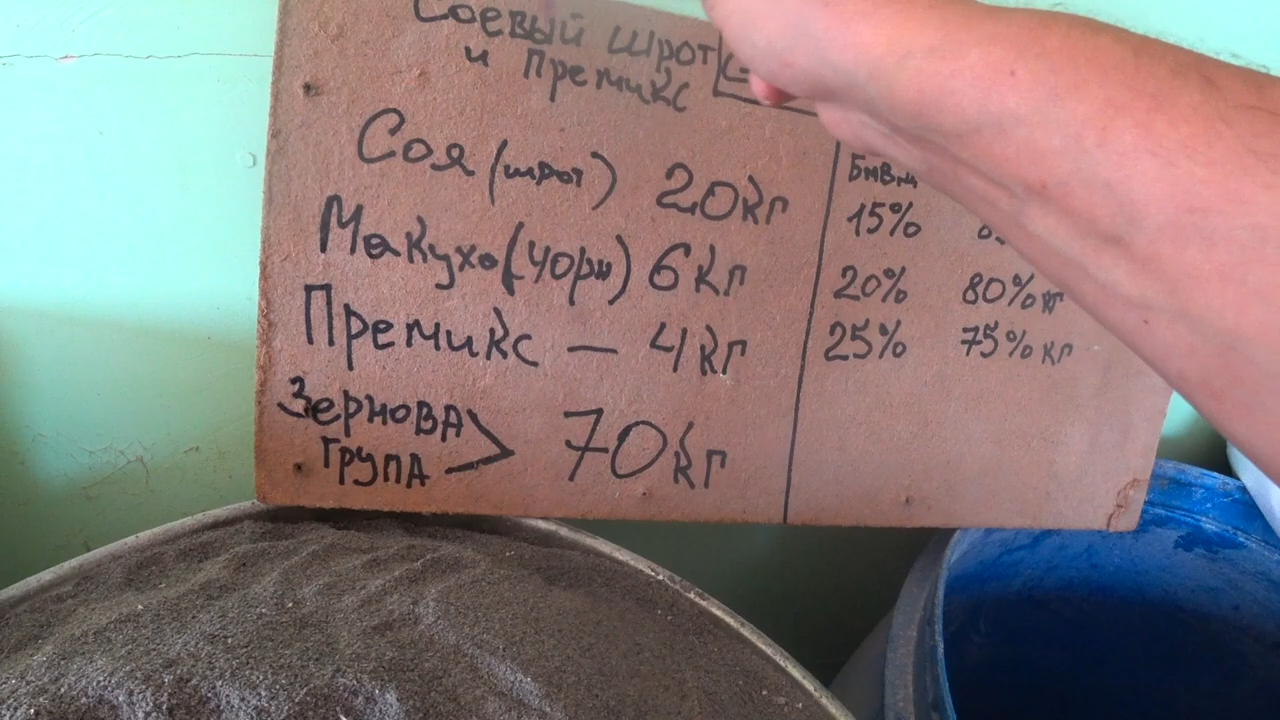 Соевый шрот
и Премикс
Соя (шрот) 20кг
Макуха (чорн) 6кг
Премикс — 4кг
Зернова
група > 70кг
БмВм
15%
20% 80% кг
25% 75% кг